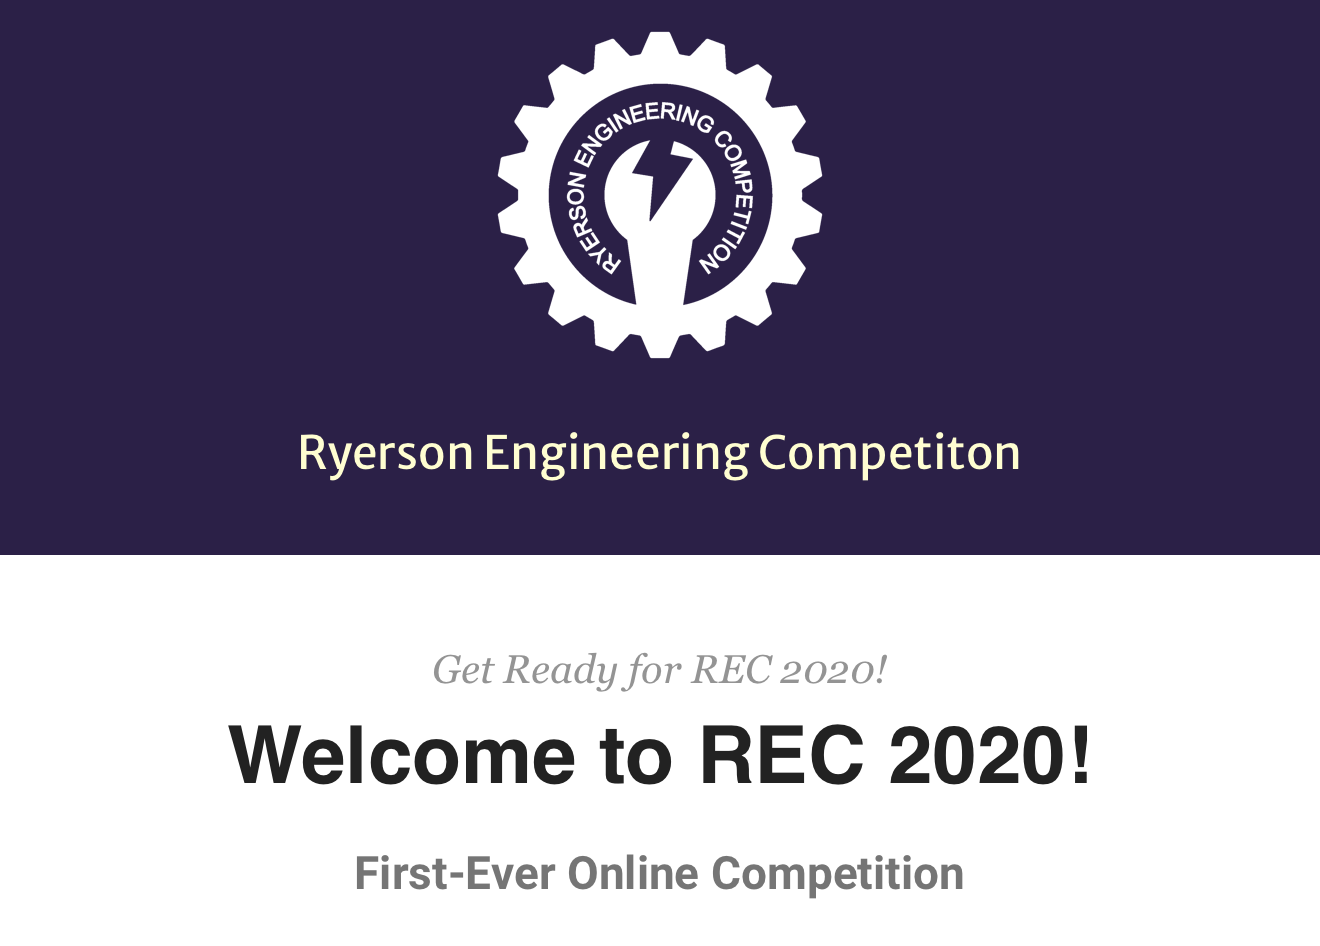 RYERSON ENGINEERING COMPETITION
Ryerson Engineering Competiton
Get Ready for REC 2020!
Welcome to REC 2020!
First-Ever Online Competition